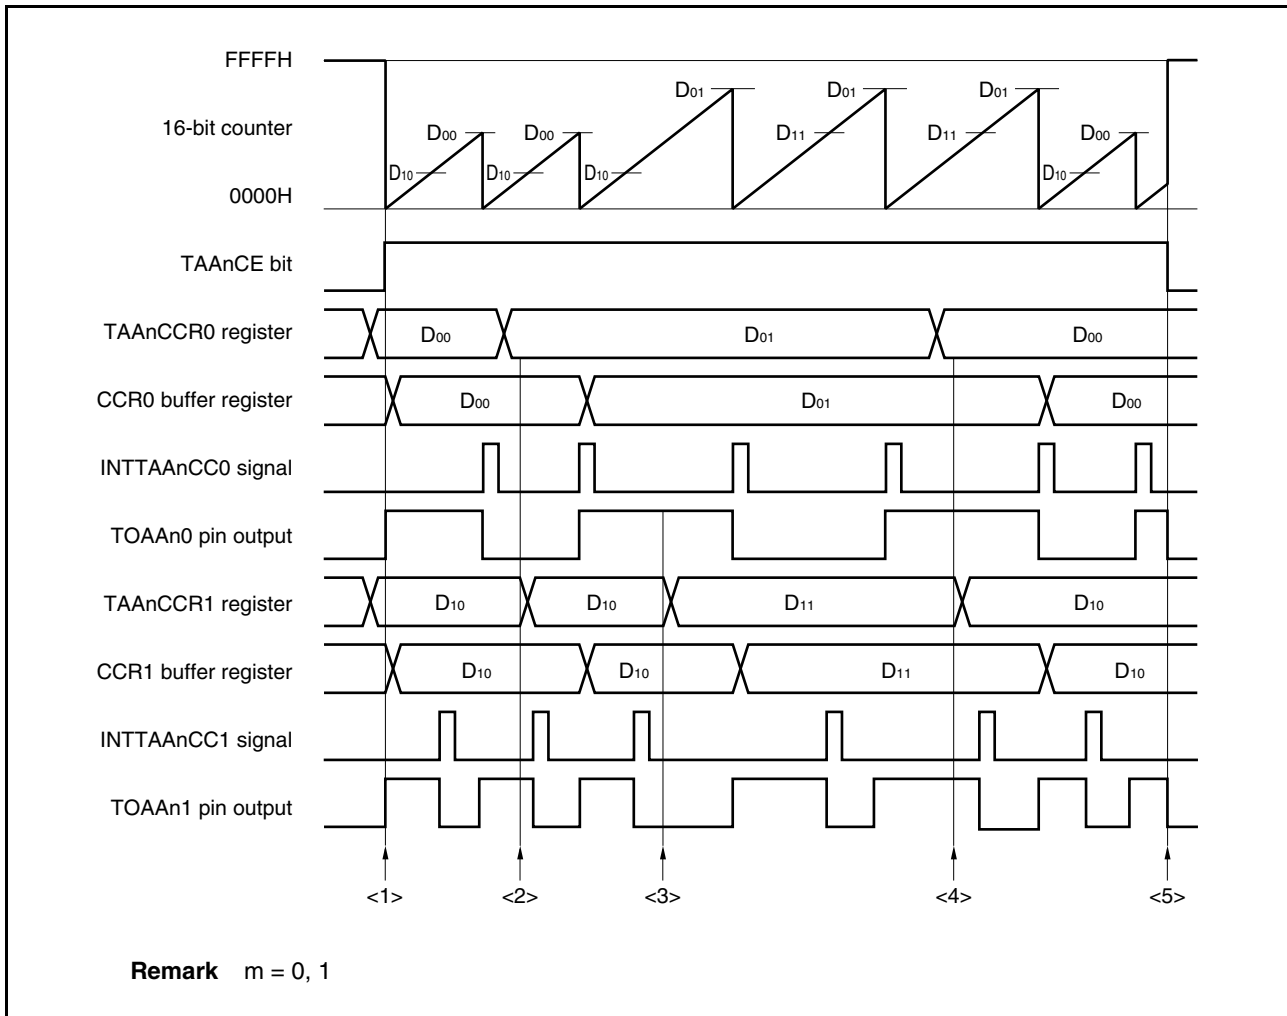 FFFFH
D01 D01 D01
16-bit counter
D00 D00 D11 D11 D00
D10 D10 D10 D10
0000H
TAAnCE bit
TAAnCCR0 register D00 D01 D00
CCR0 buffer register D00 D01 D00
INTTAAnCC0 signal
TOAAn0 pin output
TAAnCCR1 register D10 D10 D11 D10
CCR1 buffer register D10 D10 D11 D10
INTTAAnCC1 signal
TOAAn1 pin output
<1> <2> <3> <4> <5>
Remark m = 0, 1